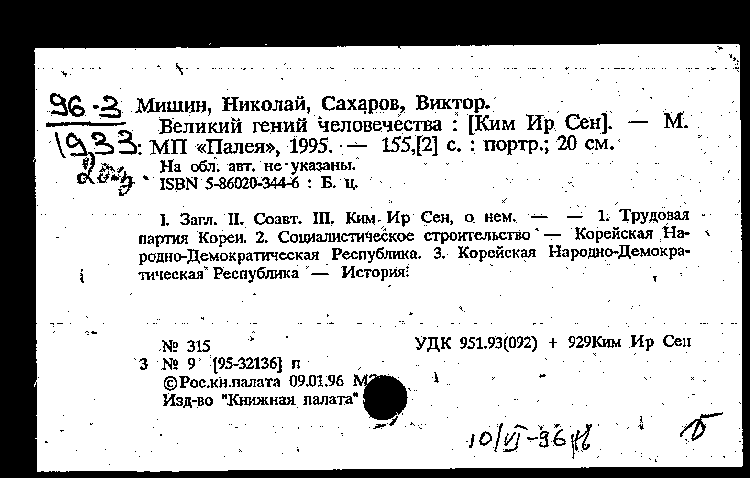 96-3 Мишин, Николай, Сахаров, Виктор.
Великий гений человечества : [Ким Ир Сен]. — М.
1933 : МП «Палея», 1995. — 155,[2] с. : портр.; 20 см.
На обл. авт. не указаны.
ISBN 5-86020-344-6 : Б. ц.
I. Загл. II. Соавт. III. Ким Ир Сен, о нем. — — 1. Трудовая
партия Кореи. 2. Социалистическое строительство — Корейская На-
родно-Демократическая Республика. 3. Корейская Народно-Демокра-
тическая Республика — История.
№ 315 УДК 951.93(092) + 929Ким Ир Сен
3 № 9 [95-32136] п
©Рос.кн.палата 09.01.96
Изд-во "Книжная палата"
10/VI-96